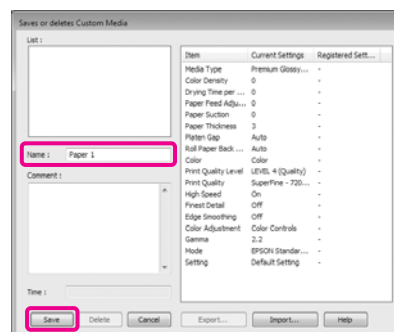 Saves or deletes Custom Media
List :
Name : Paper 1
Comment :
Time :
Item Current Settings Registered Sett...
Media Type Premium Glossy... -
Color Density 0 -
Drying Time per ... 0 -
Paper Feed Adju... 0 -
Paper Suction 0 -
Paper Thickness 3 -
Platen Gap Auto -
Roll Paper Back ... Auto -
Color Color -
Print Quality Level LEVEL 4 (Quality) -
Print Quality SuperFine - 720... -
High Speed On -
Finest Detail Off -
Edge Smoothing Off -
Color Adjustment Color Controls -
Gamma 2.2 -
Mode EPSON Standar... -
Setting Default Setting -
Save Delete Cancel Export... Import... Help